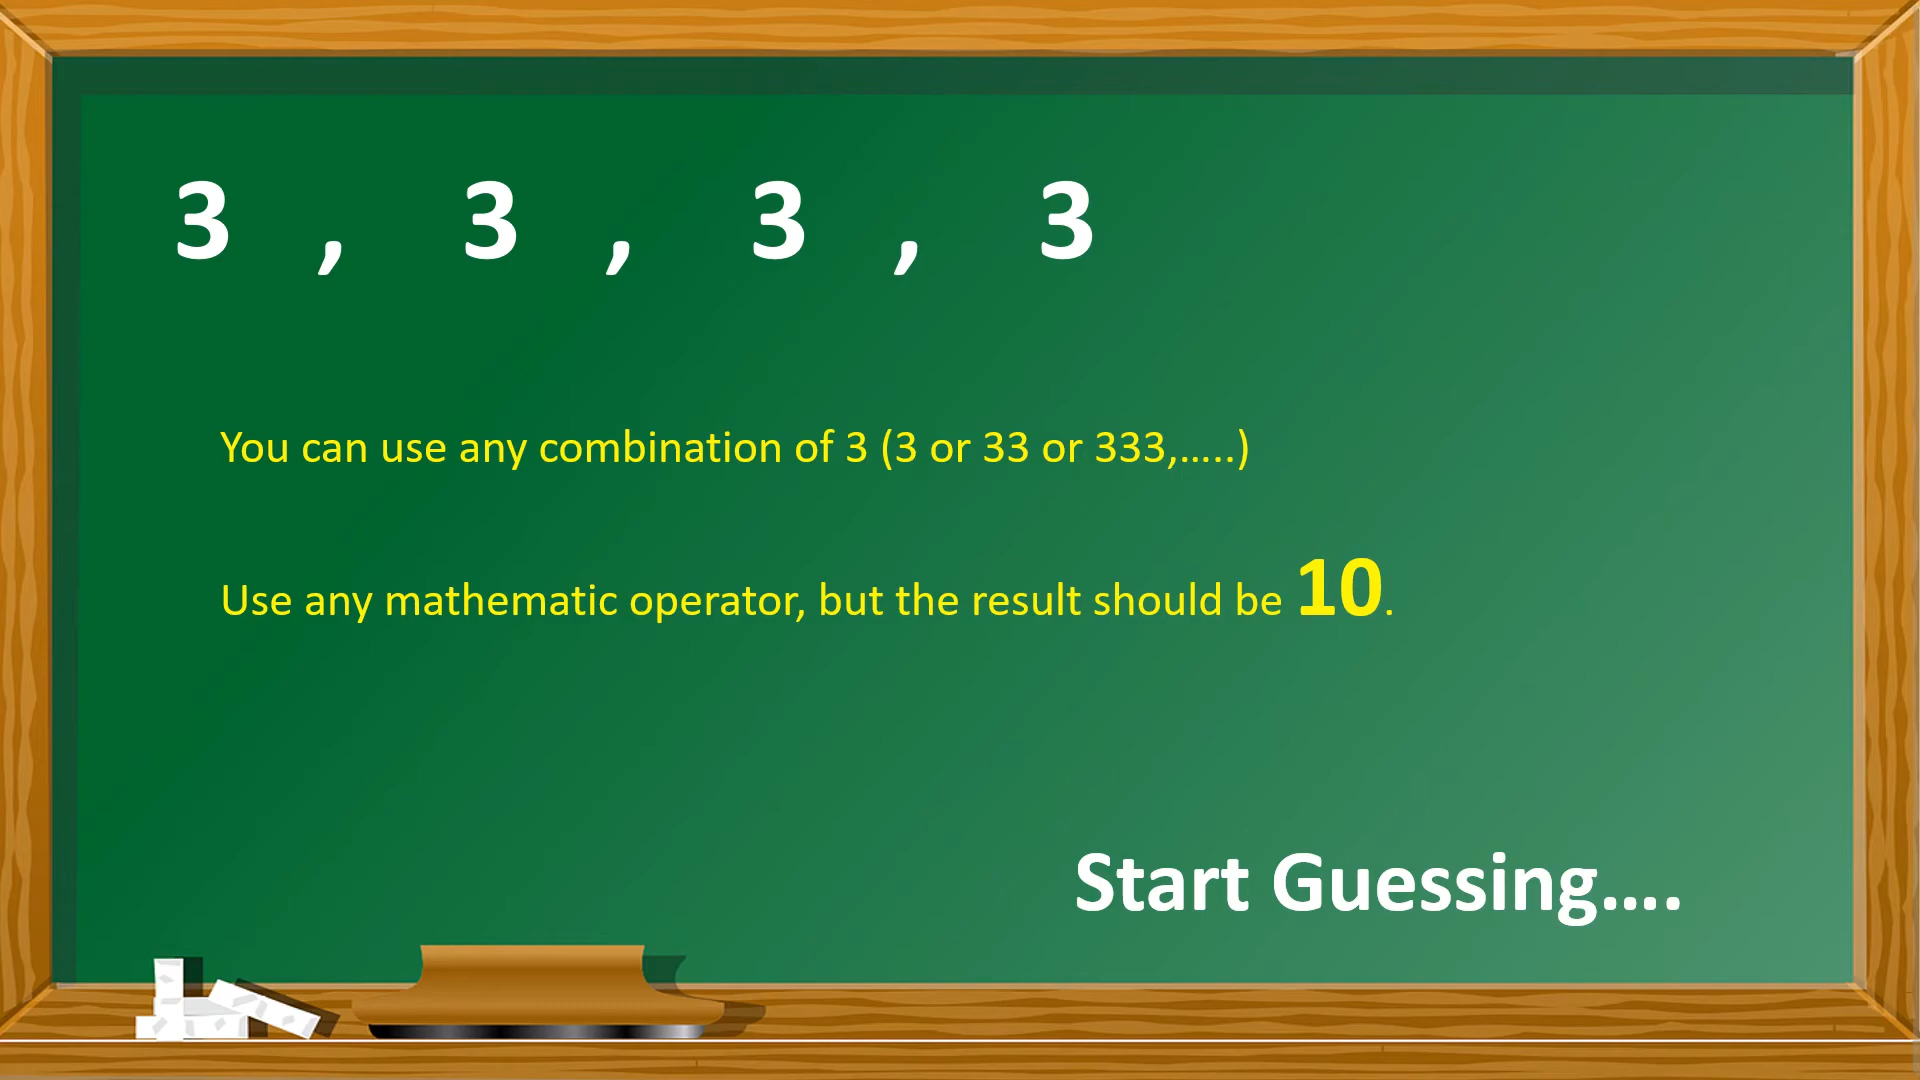 3 , 3 , 3 , 3
You can use any combination of 3 (3 or 33 or 333,.....)
Use any mathematic operator, but the result should be 10.
Start Guessing....